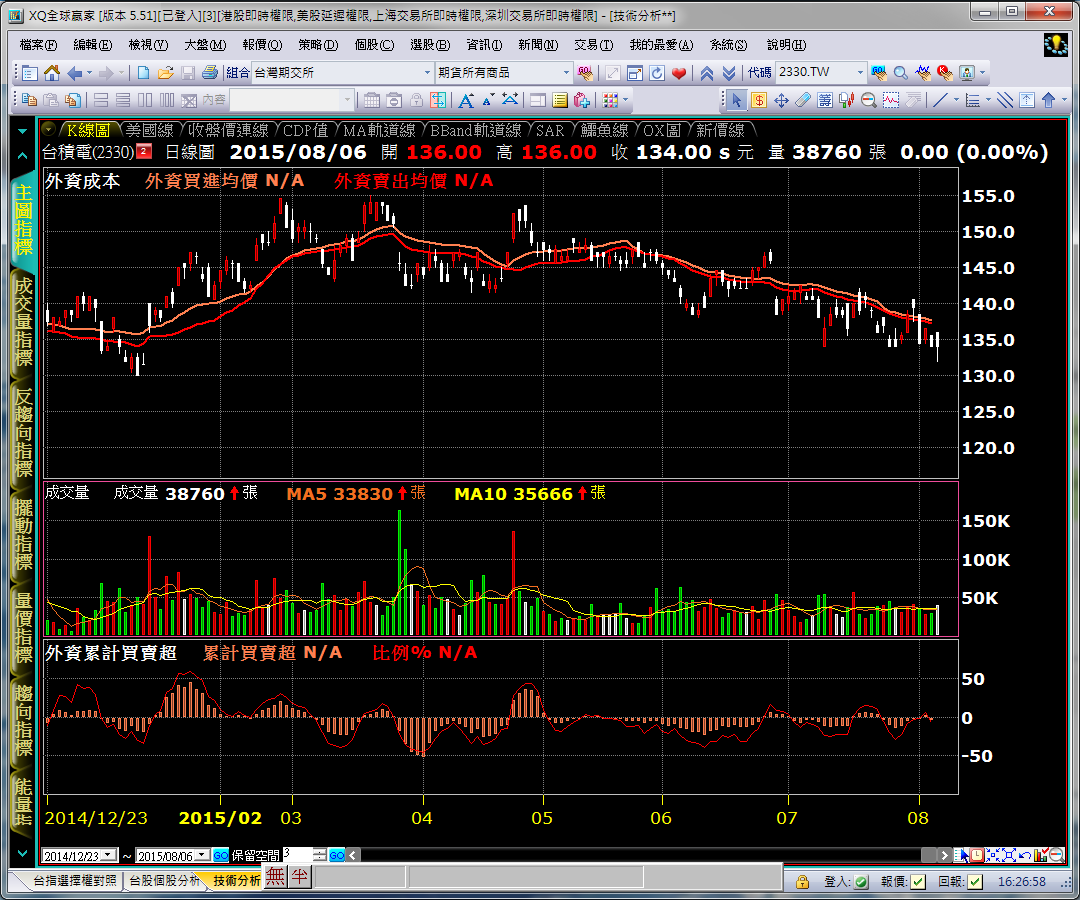 XQ全球贏家 [版本 5.51][已登入][3][港股即時權限,美股延遲權限,上海交易所即時權限,深圳交易所即時權限] - [技術分析**]
檔案(F) 編輯(E) 檢視(V) 大盤(M) 報價(Q) 策略(D) 個股(C) 選股(B) 資訊(I) 新聞(N) 交易(T) 我的最愛(A) 系統(S) 說明(H)
組合 台灣期交所 期貨所有商品 代碼 2330.TW
內容
K線圖 美國線 收盤價連線 CDP值 MA軌道線 BBand軌道線 SAR 鱷魚線 OX圖 新價線
台積電(2330) 2 日線圖 2015/08/06 開 136.00 高 136.00 收 134.00 s 元 量 38760 張 0.00 (0.00%)
外資成本 外資買進均價 N/A 外資賣出均價 N/A
155.0
150.0
145.0
140.0
135.0
130.0
125.0
120.0
主圖指標
成交量指標
反趨向指標
擺動指標
量價指標
趨向指標
能量指
成交量 成交量 38760 張 MA5 33830 張 MA10 35666 張
150K
100K
50K
外資累計買賣超 累計買賣超 N/A 比例% N/A
50
0
-50
2014/12/23 2015/02 03 04 05 06 07 08
2014/12/23 ~ 2015/08/06 GO 保留空間 3 GO
台指選擇權對照 台股個股分析 技術分析 無 半 登入: 報價: 回報: 16:26:58